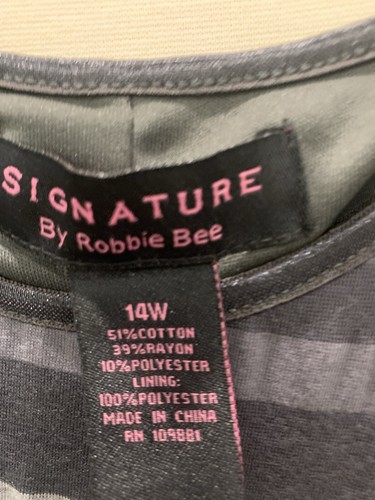 SIGNATURE
By Robbie Bee
14W
51%COTTON
39%RAYON
10%POLYESTER
LINING:
100%POLYESTER
MADE IN CHINA
RN 109881